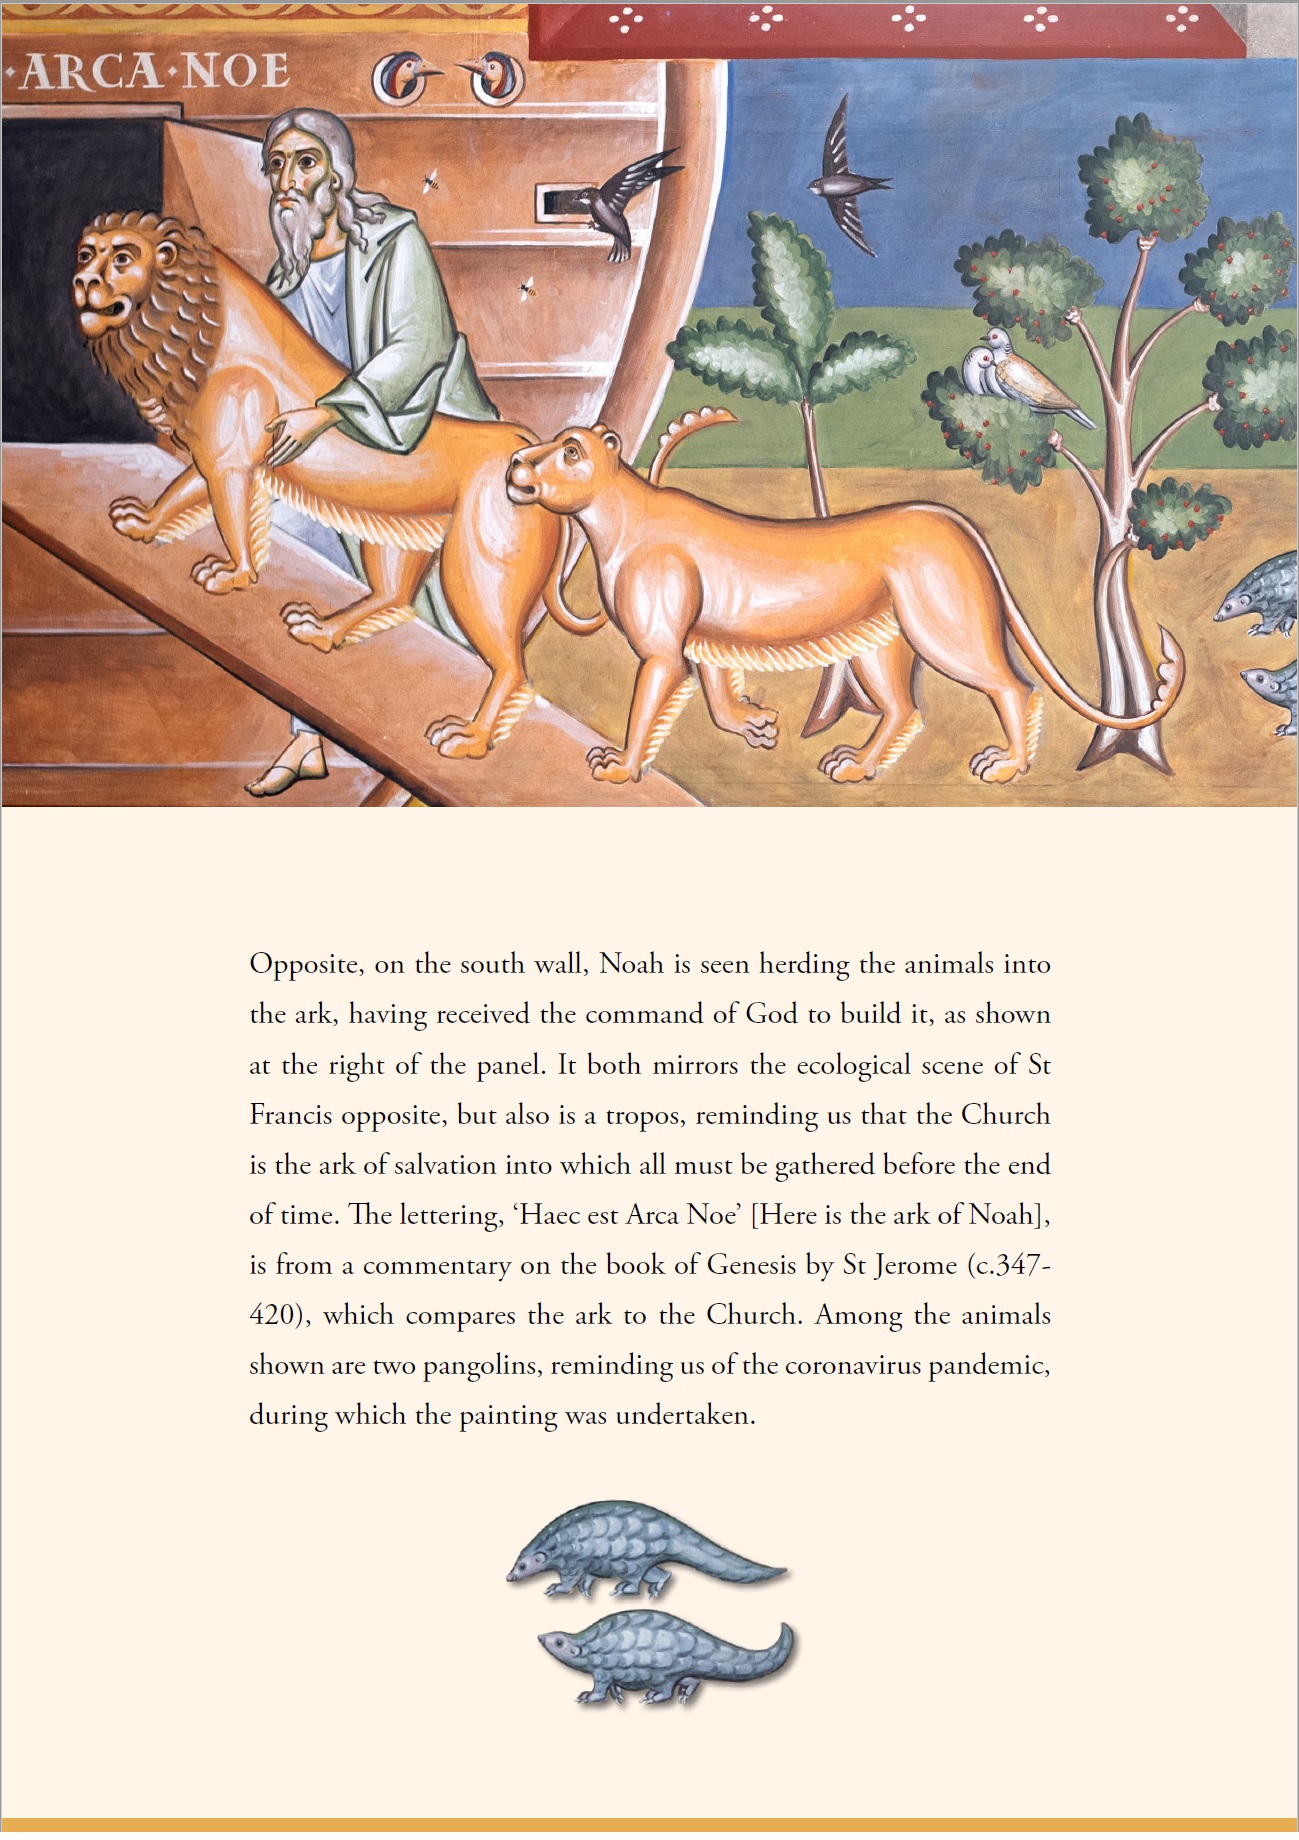 ·ARCA·NOE
Opposite, on the south wall, Noah is seen herding the animals into
the ark, having received the command of God to build it, as shown
at the right of the panel. It both mirrors the ecological scene of St
Francis opposite, but also is a tropos, reminding us that the Church
is the ark of salvation into which all must be gathered before the end
of time. The lettering, ‘Haec est Arca Noe’ [Here is the ark of Noah],
is from a commentary on the book of Genesis by St Jerome (c.347-
420), which compares the ark to the Church. Among the animals
shown are two pangolins, reminding us of the coronavirus pandemic,
during which the painting was undertaken.